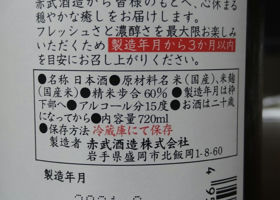 赤武酒造から皆様のもとへ、心休まる
穏やかな癒しをお届けします。
フレッシュさと濃醇さを最大限お楽しみ
いただくため製造年月から3か月以内
を目安にお召し上がりください。
●名称 日本酒●原材料名 米(国産)、米麹
(国産米)●精米歩合 60%●製造年月は枠
下部へ●アルコール分15度●お酒は二十歳
になってから●内容量720ml
●保存方法 冷蔵庫にて保存
製造者 赤武酒造株式会社
岩手県盛岡市北飯岡1-8-60
製造年月